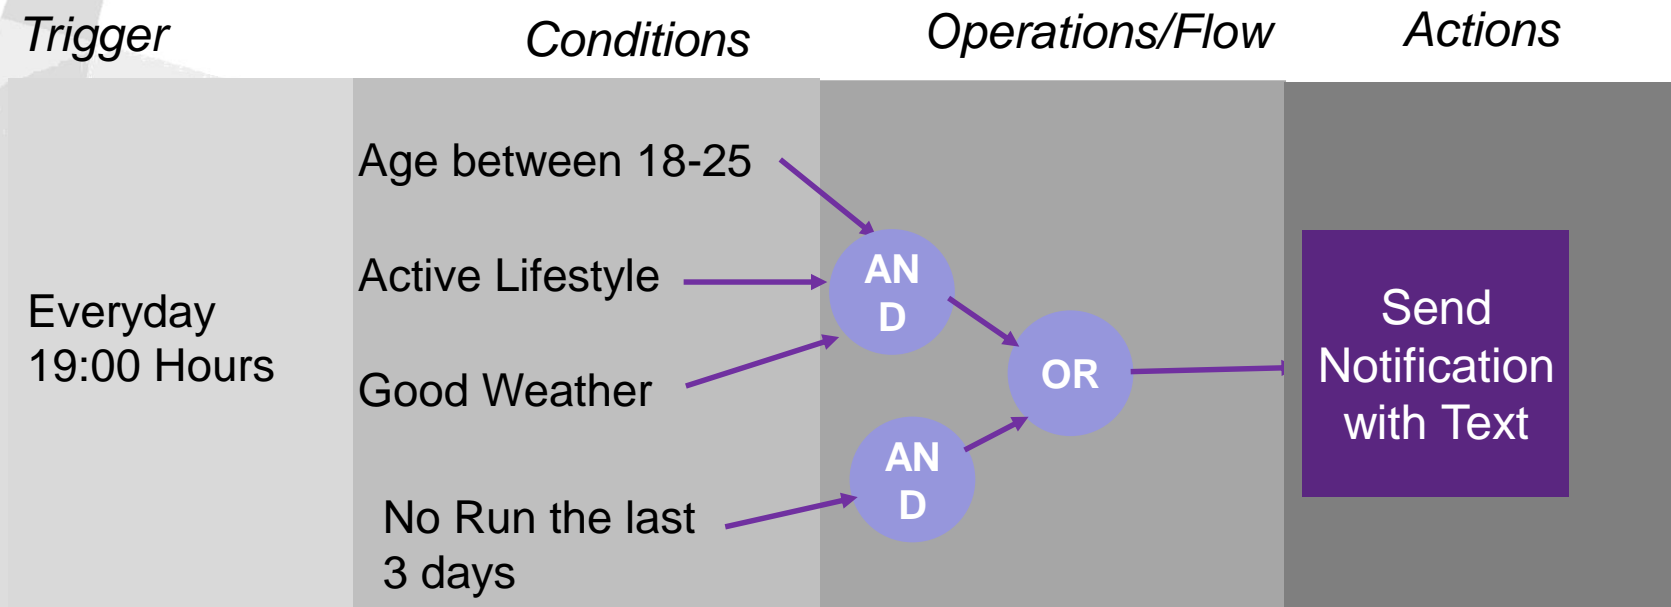 Trigger
Conditions
Operations/Flow
Actions
Everyday
19:00 Hours
Age between 18-25
Active Lifestyle
Good Weather
No Run the last
3 days
AN
D
AN
D
OR
Send
Notification
with Text